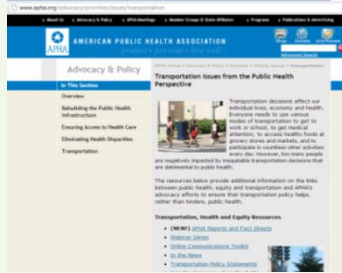 www.apha.org/advocacy/priorities/issues/transportation
About Us
Advocacy & Policy
APHA Meetings
Member Groups & State Affiliates
Programs
Publications & Advertising
AMERICAN PUBLIC HEALTH ASSOCIATION
protect • prevent • live well
APHA
Advanced Search
Advocacy & Policy
In This Section
Overview
Rebuilding the Public Health
Infrastructure
Ensuring Access to Health Care
Eliminating Health Disparities
Transportation
Transportation Issues from the Public Health
Perspective
Transportation decisions affect our
individual lives, economy and health.
Everyone needs to use various
modes of transportation to get to
work or school, to get medical
attention, to access healthy foods at
grocery stores and markets, and to
participate in countless other activities
every day. However, too many people
are negatively impacted by inequitable transportation decisions that
are detrimental to public health.
The resources below provide additional information on the links
between public health, equity and transportation and APHA's
advocacy efforts to ensure that transportation policy helps,
rather than hinders, public health.
Transportation, Health and Equity Resources
(NEW!) APHA Reports and Fact Sheets
Webinar Series
Online Communications Toolkit
In the News
Transportation Policy Statements